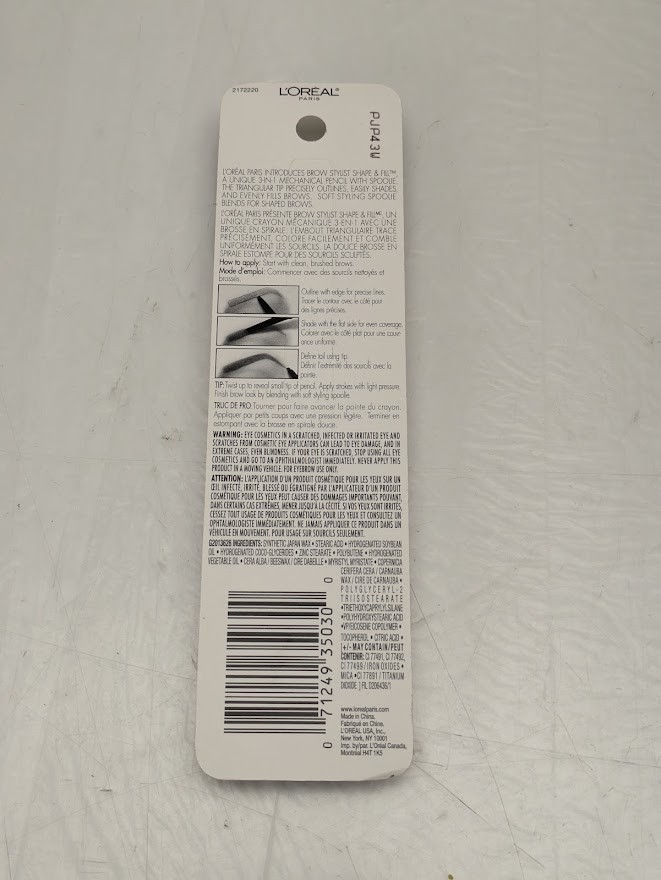 2172220
L'ORÉAL®
PARIS
PJP43W
L'ORÉAL PARIS INTRODUCES BROW STYLIST SHAPE & FILL™,
A UNIQUE 3-IN-1 MECHANICAL PENCIL WITH SPOOLIE.
THE TRIANGULAR TIP PRECISELY OUTLINES, EASILY SHADES,
AND EVENLY FILLS BROWS. SOFT STYLING SPOOLIE
BLENDS FOR SHAPED BROWS.
L'ORÉAL PARIS PRÉSENTE BROW STYLIST SHAPE & FILLMC, UN
UNIQUE CRAYON MÉCANIQUE 3-EN-1 AVEC UNE
BROSSE EN SPIRALE. L'EMBOUT TRIANGULAIRE TRACE
PRÉCISÉMENT, COLORE FACILEMENT ET COMBLE
UNIFORMÉMENT LES SOURCILS. LA DOUCE BROSSE EN
SPIRALE ESTOMPE POUR DES SOURCILS SCULPTÉS.
How to apply: Start with clean, brushed brows.
Mode d'emploi: Commencer avec des sourcils nettoyés et
brossés.
Outline with edge for precise lines.
Tracer le contour avec le côté pour
des lignes précises.
Shade with the flat side for even coverage.
Colorer avec le côté plat pour une couv-
rance uniforme.
Define tail using tip.
Définir l'extrémité des sourcils avec la
pointe.
TIP: Twist up to reveal small tip of pencil. Apply strokes with light pressure.
Finish brow look by blending with soft styling spoolie.
TRUC DE PRO Tourner pour faire avancer la pointe du crayon.
Appliquer par petits coups avec une pression légère. Terminer en
estompant avec la brosse en spirale douce.
WARNING: EYE COSMETICS IN A SCRATCHED, INFECTED OR IRRITATED EYE AND
SCRATCHES FROM COSMETIC EYE APPLICATORS CAN LEAD TO EYE DAMAGE, AND IN
EXTREME CASES, EVEN BLINDNESS. IF YOUR EYE IS SCRATCHED, STOP USING ALL EYE
COSMETICS AND GO TO AN OPHTHALMOLOGIST IMMEDIATELY. NEVER APPLY THIS
PRODUCT IN A MOVING VEHICLE. FOR EYEBROW USE ONLY.
ATTENTION: L'APPLICATION D'UN PRODUIT COSMÉTIQUE POUR LES YEUX SUR UN
ŒIL INFECTÉ, IRRITÉ, BLESSÉ OU ÉGRATIGNÉ PAR L'APPLICATEUR D'UN PRODUIT
COSMÉTIQUE POUR LES YEUX PEUT CAUSER DES DOMMAGES IMPORTANTS POUVANT,
DANS CERTAINS CAS EXTRÊMES, MENER JUSQU'À LA CÉCITÉ. SI VOS YEUX SONT IRRITÉS,
CESSEZ TOUT USAGE DE PRODUITS COSMÉTIQUES POUR LES YEUX ET CONSULTEZ UN
OPHTALMOLOGISTE IMMÉDIATEMENT. NE JAMAIS APPLIQUER CE PRODUIT DANS UN
VÉHICULE EN MOUVEMENT. POUR USAGE SUR SOURCILS SEULEMENT.
G2013826 INGREDIENTS: SYNTHETIC JAPAN WAX • STEARIC ACID • HYDROGENATED SOYBEAN
OIL • HYDROGENATED COCO-GLYCERIDES • ZINC STEARATE • POLYBUTENE • HYDROGENATED
VEGETABLE OIL • CERA ALBA / BEESWAX / CIRE DABEILLE • MYRISTYL MYRISTATE • COPERNICIA
CERIFERA CERA / CARNAUBA
WAX / CIRE DE CARNAUBA •
POLYGLYCERYL-2
TRIISOSTEARATE
•TRIETHOXYCAPRYLYLSILANE
•POLYHYDROXYSTEARIC ACID
•VP/EICOSENE COPOLYMER •
TOCOPHEROL • CITRIC ACID •
[+/- MAY CONTAIN/PEUT
CONTENIR: CI 77491, CI 77492,
CI 77499 / IRON OXIDES •
MICA • CI 77891 / TITANIUM
DIOXIDE ] FIL D206436/1
0 71249 35030 0
www.lorealparis.com
Made in China.
Fabriqué en Chine.
L'ORÉAL USA, Inc.,
New York, NY 10001
Imp. by/par L'Oréal Canada,
Montréal H4T 1K5